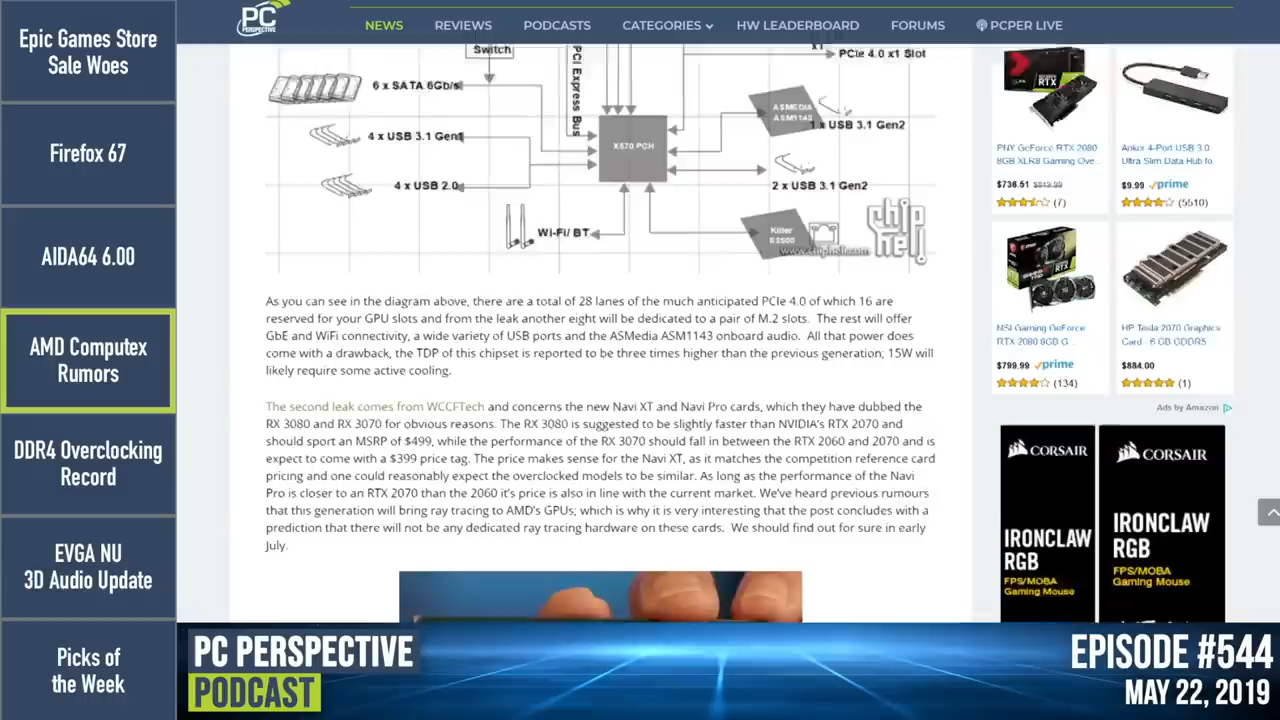 Epic Games Store
Sale Woes
Firefox 67
AIDA64 6.00
AMD Computex
Rumors
DDR4 Overclocking
Record
EVGA NU
3D Audio Update
Picks of
the Week
PC
PERSPECTIVE
NEWS
REVIEWS
PODCASTS
CATEGORIES
HW LEADERBOARD
FORUMS
PCPER LIVE
Switch
PCI Express Bus
x1
PCIe 4.0 x1 Slot
6 x SATA 6Gb/s
ASMEDIA
ASM1143
1 x USB 3.1 Gen2
4 x USB 3.1 Gen1
X570 PCH
4 x USB 2.0
2 x USB 3.1 Gen2
Wi-Fi/ BT
Killer
E2500
chip
hell
www.chiphell.com
As you can see in the diagram above, there are a total of 28 lanes of the much anticipated PCIe 4.0 of which 16 are
reserved for your GPU slots and from the leak another eight will be dedicated to a pair of M.2 slots.  The rest will offer
GbE and WiFi connectivity, a wide variety of USB ports and the ASMedia ASM1143 onboard audio.  All that power does
come with a drawback, the TDP of this chipset is reported to be three times higher than the previous generation; 15W will
likely require some active cooling.
The second leak comes from WCCFTech and concerns the new Navi XT and Navi Pro cards, which they have dubbed the
RX 3080 and RX 3070 for obvious reasons.  The RX 3080 is suggested to be slightly faster than NVIDIA's RTX 2070 and
should sport an MSRP of $499, while the performance of the RX 3070 should fall in between the RTX 2060 and 2070 and is
expect to come with a $399 price tag.  The price makes sense for the Navi XT, as it matches the competition reference card
pricing and one could reasonably expect the overclocked models to be similar.  As long as the performance of the Navi
Pro is closer to an RTX 2070 than the 2060 it's price is also in line with the current market.  We've heard previous rumours
that this generation will bring ray tracing to AMD's GPUs; which is why it is very interesting that the post concludes with a
prediction that there will not be any dedicated ray tracing hardware on these cards.  We should find out for sure in early
July.
PNY GeForce RTX 2080
8GB XLR8 Gaming Ove..
$736.51 $843.99
(7)
Anker 4-Port USB 3.0
Ultra Slim Data Hub fo
$9.99 prime
(5510)
MSI Gaming GeForce
RTX 2080 8GB G...
$799.99 prime
(134)
HP Tesla 2070 Graphics
Card - 6 GB GDDR5
$884.00
(1)
Ads by Amazon
CORSAIR
IRONCLAW
RGB
FPS/MOBA
Gaming Mouse
CORSAIR
IRONCLAW
RGB
FPS/MOBA
Gaming Mouse
PC PERSPECTIVE
PODCAST
EPISODE #544
MAY 22, 2019